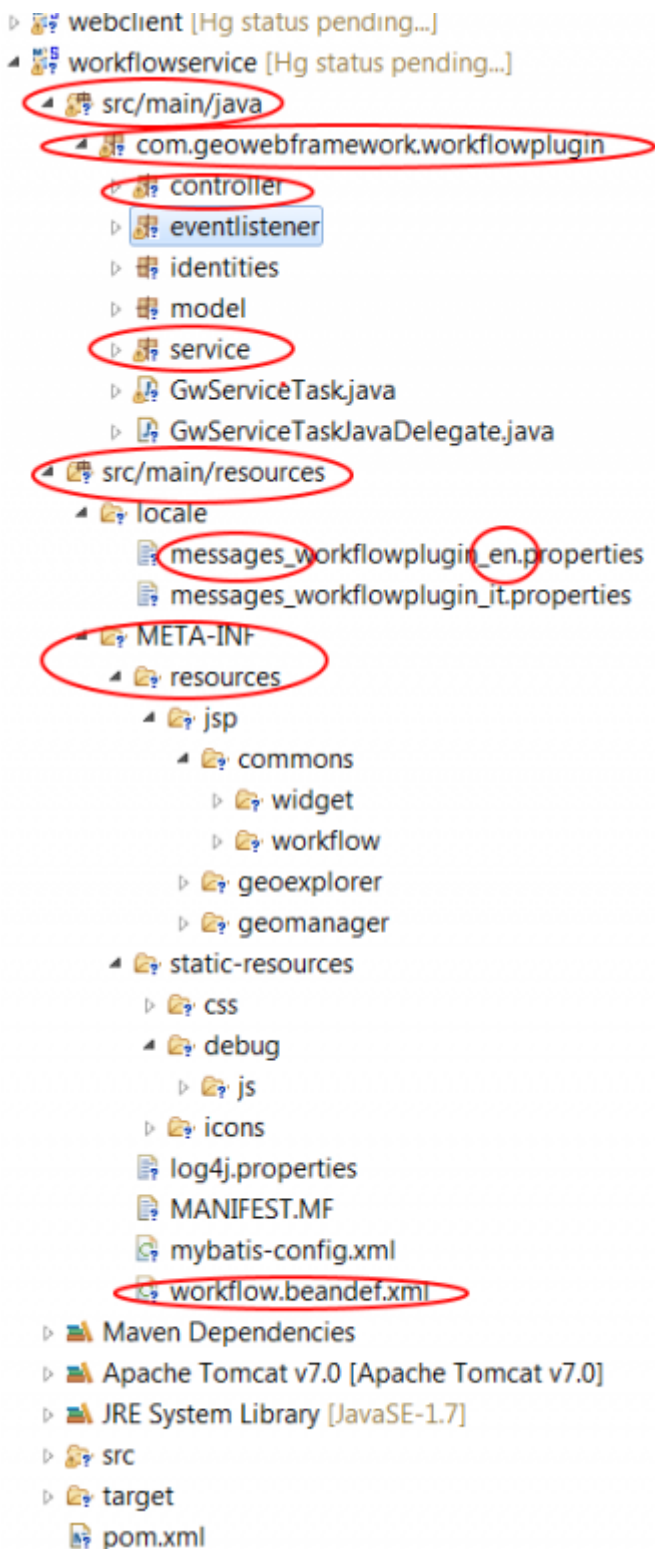 webclient [Hg status pending...]
workflowservice [Hg status pending...]
src/main/java
com.geowebframework.workflowplugin
controller
eventlistener
identities
model
service
GwServiceTask.java
GwServiceTaskJavaDelegate.java
src/main/resources
locale
messages_workflowplugin_en.properties
messages_workflowplugin_it.properties
META-INF
resources
jsp
commons
widget
workflow
geoexplorer
geomanager
static-resources
css
debug
js
icons
log4j.properties
MANIFEST.MF
mybatis-config.xml
workflow.beandef.xml
Maven Dependencies
Apache Tomcat v7.0 [Apache Tomcat v7.0]
JRE System Library [JavaSE-1.7]
src
target
pom.xml